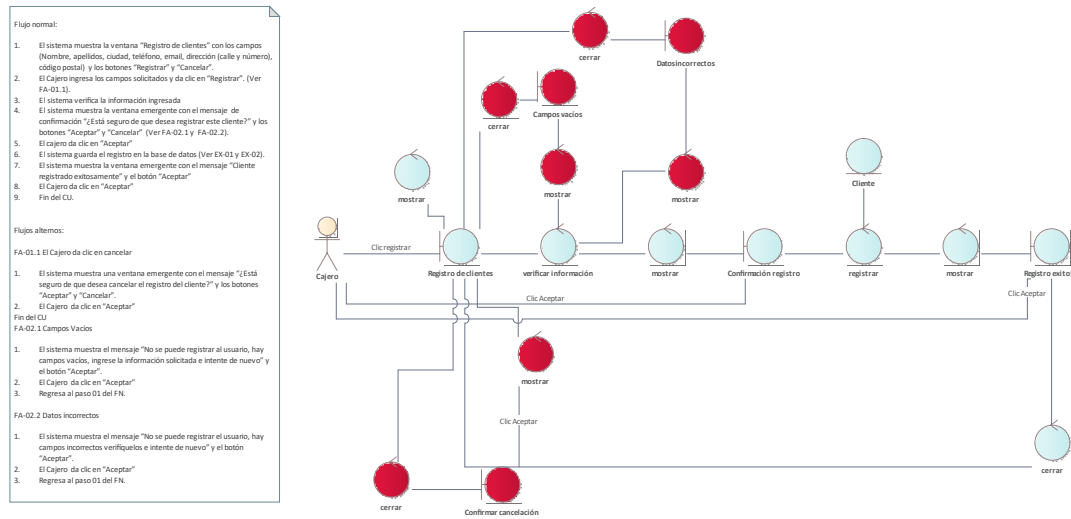 Flujo normal:
1. El sistema muestra la ventana "Registro de clientes" con los campos
(Nombre, apellidos, ciudad, teléfono, email, dirección (calle y número),
código postal) y los botones "Registrar" y "Cancelar".
2. El Cajero ingresa los campos solicitados y da clic en "Registrar". (Ver
FA-01.1).
3. El sistema verifica la información ingresada
4. El sistema muestra la ventana emergente con el mensaje de
confirmación "¿Está seguro de que desea registrar este cliente?" y los
botones "Aceptar" y "Cancelar" (Ver FA-02.1 y FA-02.2).
5. El cajero da clic en "Aceptar"
6. El sistema guarda el registro en la base de datos (Ver EX-01 y EX-02).
7. El sistema muestra la ventana emergente con el mensaje "Cliente
registrado exitosamente" y el botón "Aceptar"
8. El Cajero da clic en "Aceptar"
9. Fin del CU.
Flujos alternos:
FA-01.1 El Cajero da clic en cancelar
1. El sistema muestra una ventana emergente con el mensaje "¿Está
seguro de que desea cancelar el registro del cliente?" y los botones
"Aceptar" y "Cancelar".
2. El Cajero da clic en "Aceptar"
Fin del CU
FA-02.1 Campos Vacíos
1. El sistema muestra el mensaje "No se puede registrar al usuario, hay
campos vacíos, ingrese la información solicitada e intente de nuevo" y
el botón "Aceptar".
2. El Cajero da clic en "Aceptar"
3. Regresa al paso 01 del FN.
FA-02.2 Datos incorrectos
1. El sistema muestra el mensaje "No se puede registrar el usuario, hay
campos incorrectos verifíquelos e intente de nuevo" y el botón
"Aceptar".
2. El Cajero da clic en "Aceptar"
3. Regresa al paso 01 del FN.
cerrar
Datos incorrectos
cerrar
Campos vacíos
mostrar
mostrar
mostrar
Cliente
Cajero
Clic registrar
Registro de clientes
verificar información
mostrar
Confirmación registro
registrar
mostrar
Registro exito
Clic Aceptar
Clic Aceptar
mostrar
Clic Aceptar
cerrar
Confirmar cancelación
cerrar